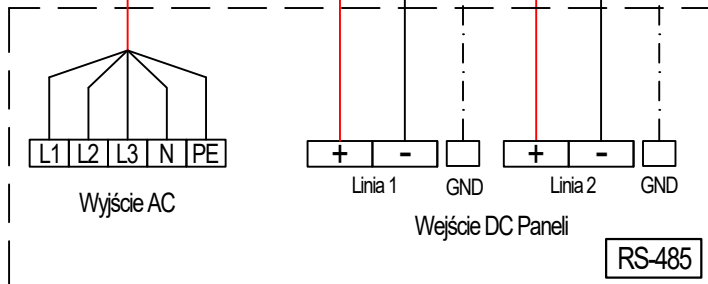 L1 L2 L3 N PE
+ - + -
Linia 1 GND Linia 2 GND
Wyjście AC
Wejście DC Paneli
RS-485